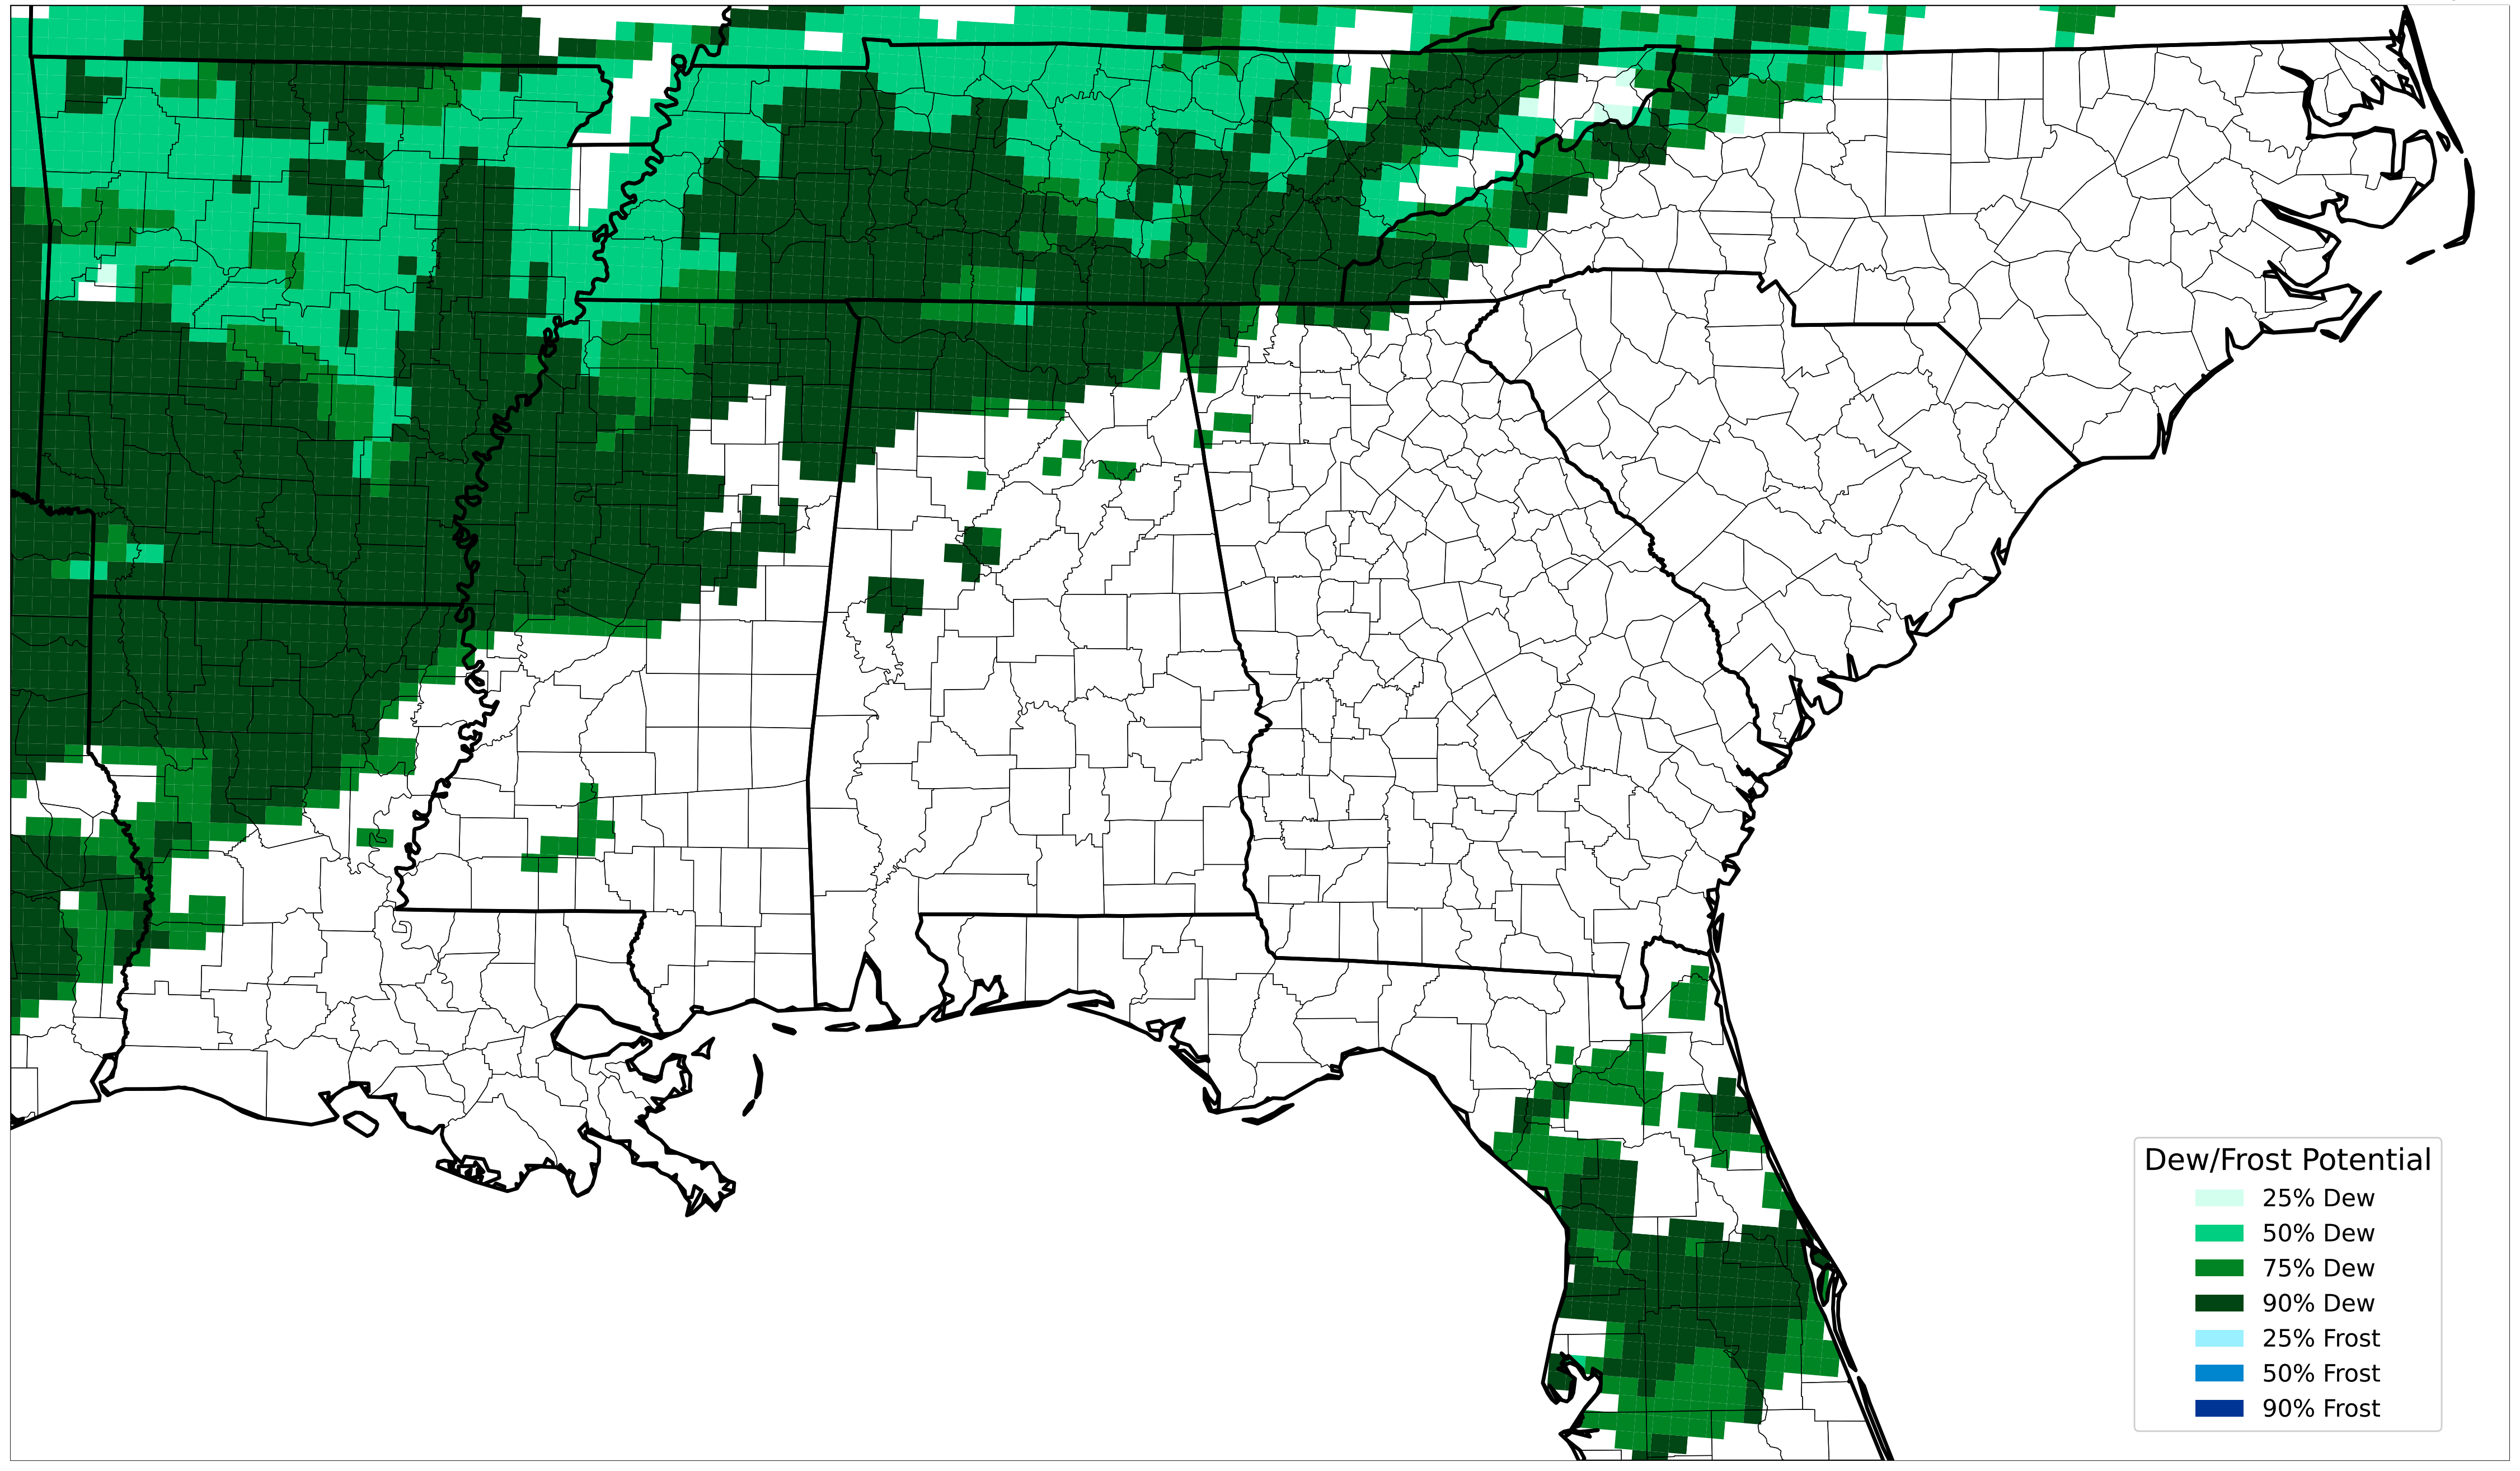 Dew/Frost Potential
25% Dew
50% Dew
75% Dew
90% Dew
25% Frost
50% Frost
90% Frost